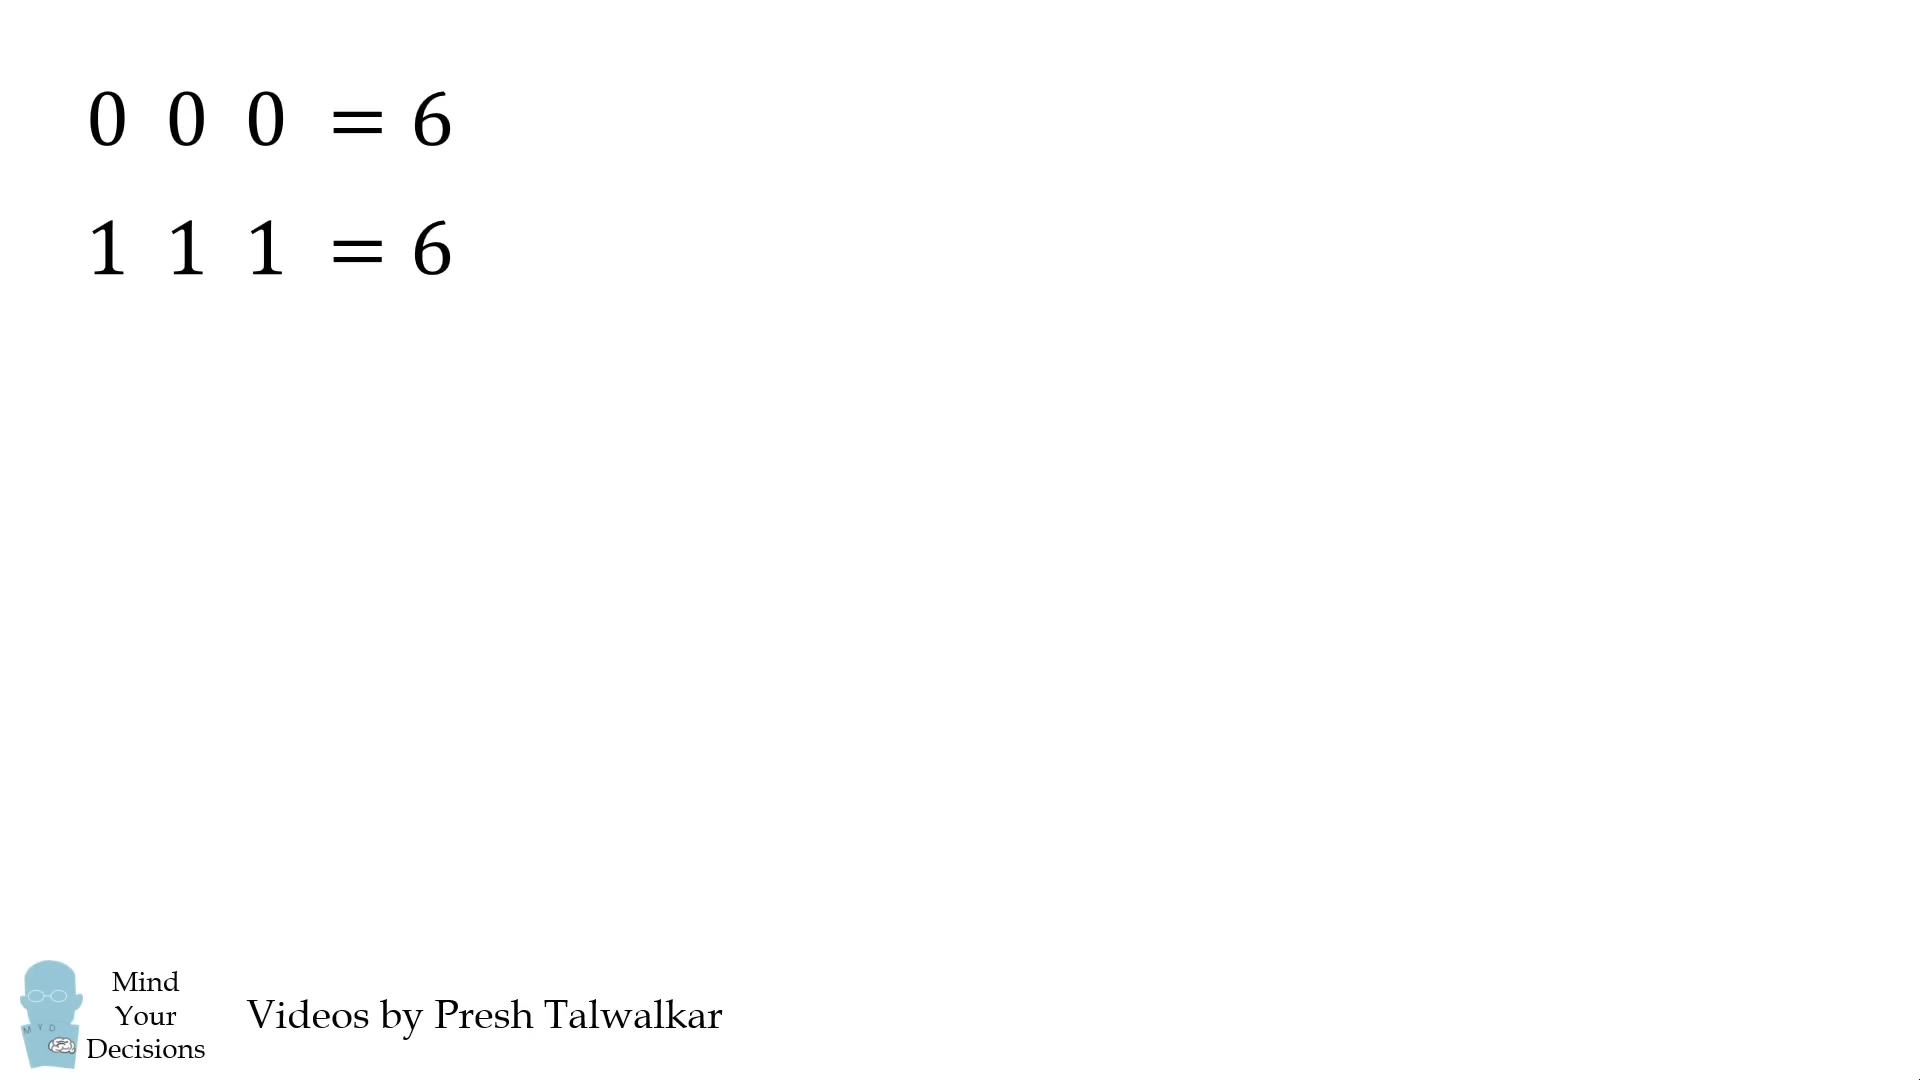 0 0 0 = 6
1 1 1 = 6
Mind
Your
Decisions
M Y D
Videos by Presh Talwalkar